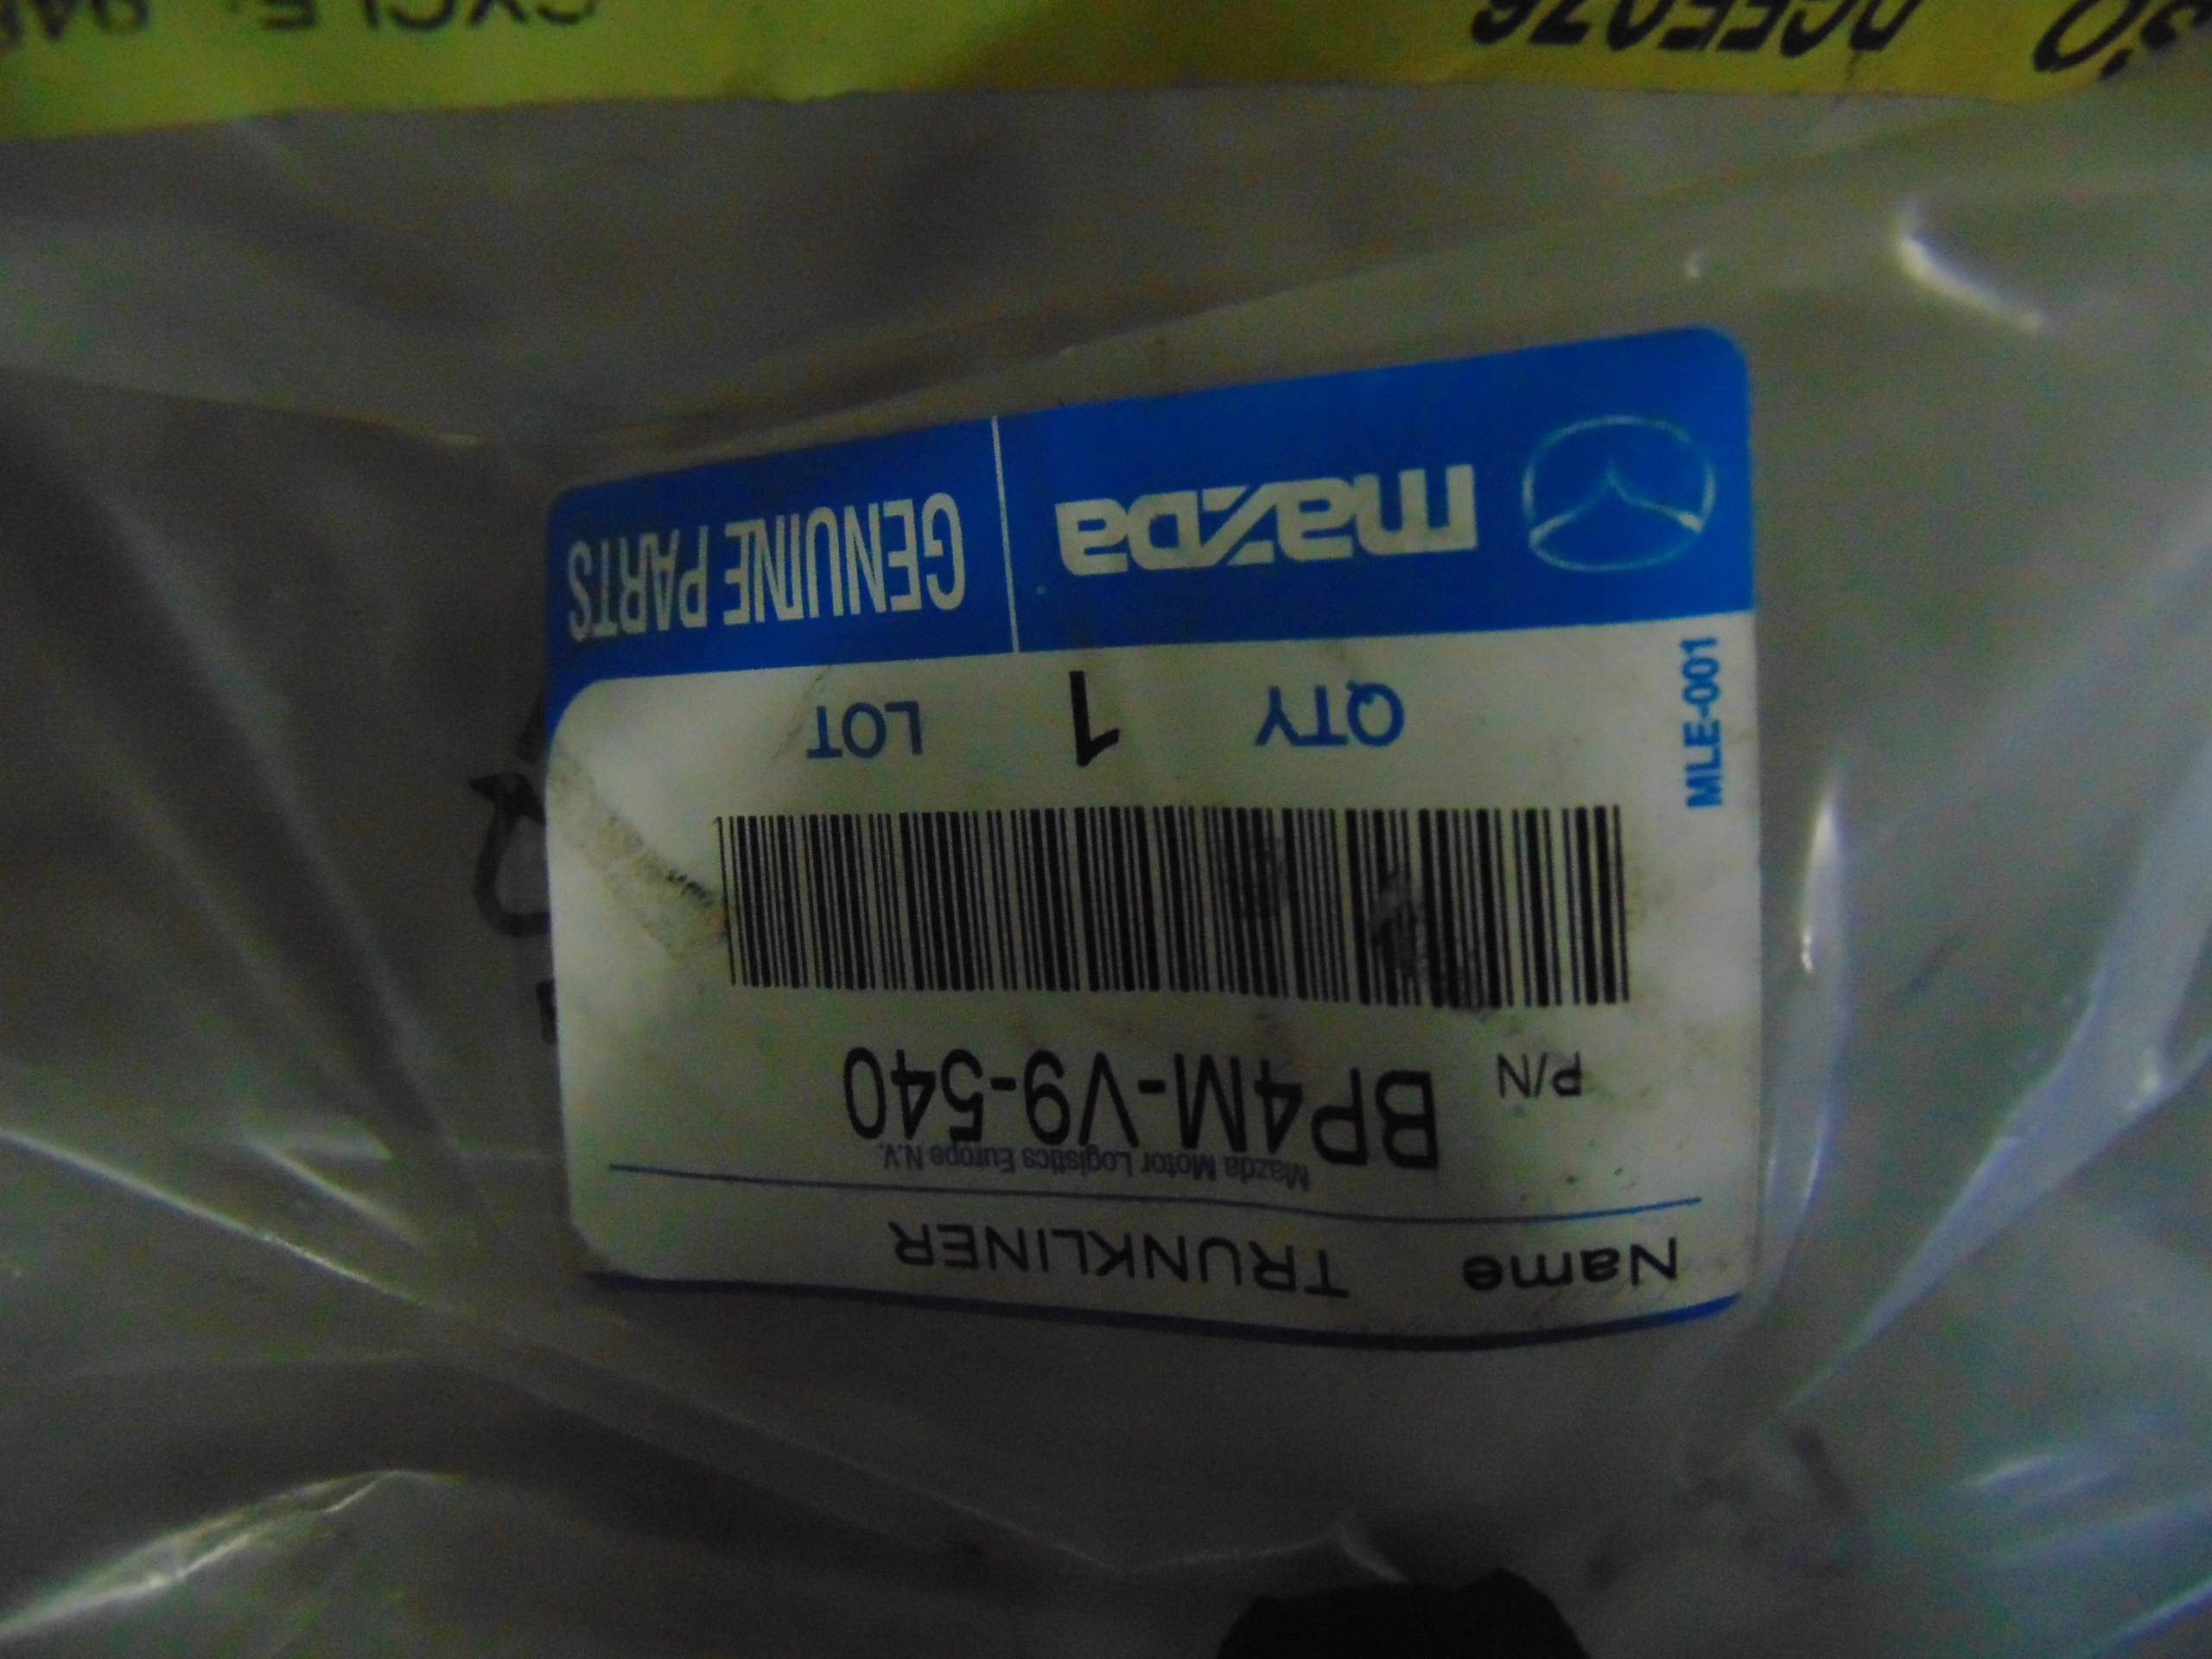 mazda GENUINE PARTS
MLE-001
QTY 1 LOT
P/N BP4M-V9-540
Mazda Motor Logistics Europe N.V.
Name TRUNKLINER